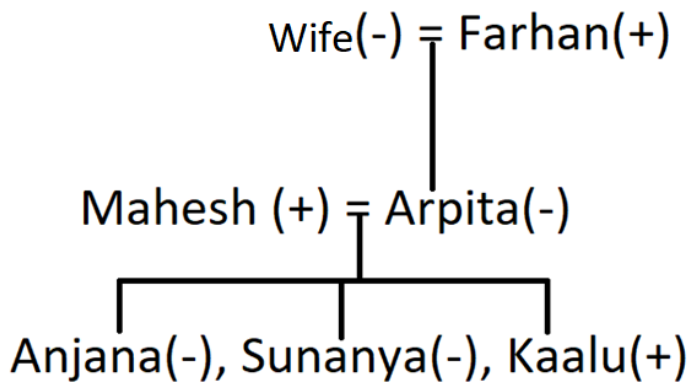 Wife(-) = Farhan(+)
Mahesh (+) = Arpita(-)
Anjana(-), Sunanya(-), Kaalu(+)